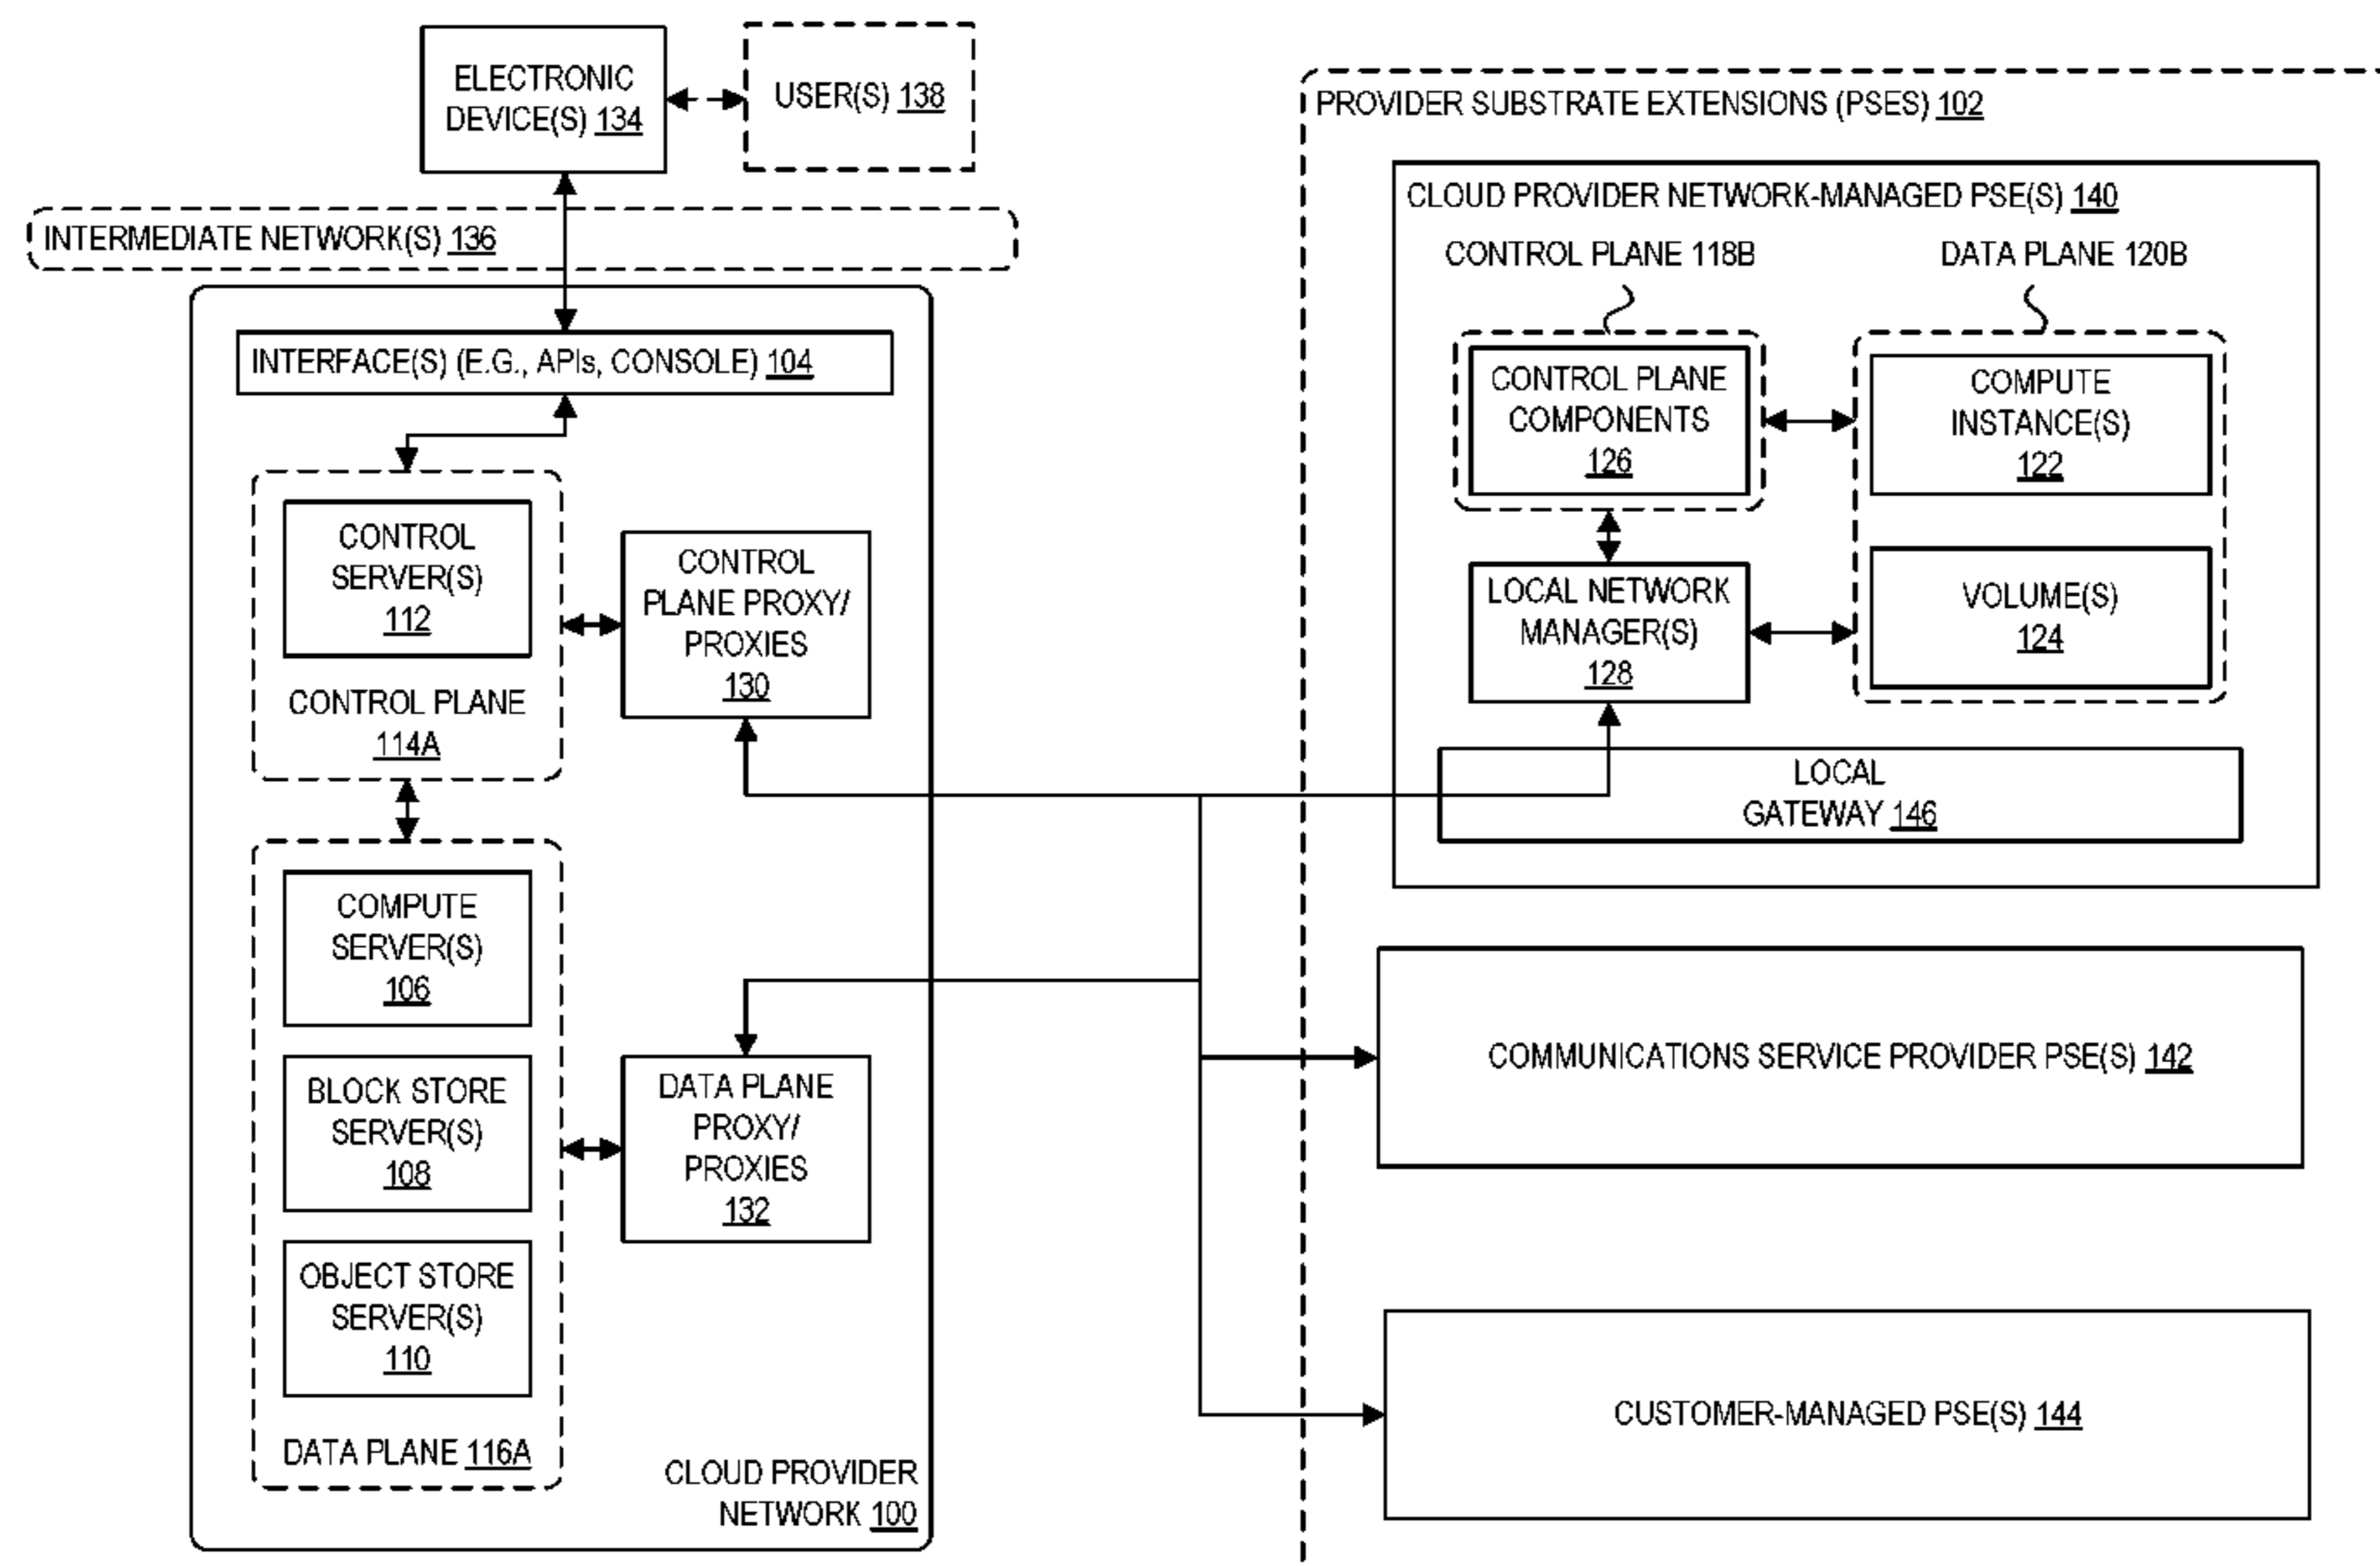 ELECTRONIC
DEVICE(S) 134
USER(S) 138
INTERMEDIATE NETWORK(S) 136
INTERFACE(S) (E.G., APIs, CONSOLE) 104
CONTROL
SERVER(S)
112
CONTROL PLANE
114A
CONTROL
PLANE PROXY/
PROXIES
130
COMPUTE
SERVER(S)
106
BLOCK STORE
SERVER(S)
108
OBJECT STORE
SERVER(S)
110
DATA PLANE 116A
DATA PLANE
PROXY/
PROXIES
132
CLOUD PROVIDER
NETWORK 100
PROVIDER SUBSTRATE EXTENSIONS (PSES) 102
CLOUD PROVIDER NETWORK-MANAGED PSE(S) 140
CONTROL PLANE 118B
DATA PLANE 120B
CONTROL PLANE
COMPONENTS
126
COMPUTE
INSTANCE(S)
122
LOCAL NETWORK
MANAGER(S)
128
VOLUME(S)
124
LOCAL
GATEWAY 146
COMMUNICATIONS SERVICE PROVIDER PSE(S) 142
CUSTOMER-MANAGED PSE(S) 144